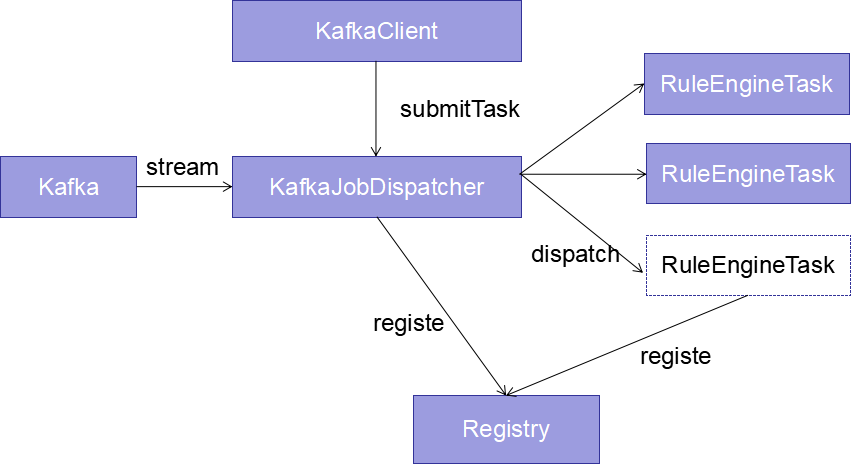 KafkaClient
RuleEngineTask
submitTask
stream
Kafka
KafkaJobDispatcher
RuleEngineTask
dispatch
RuleEngineTask
registe
registe
Registry